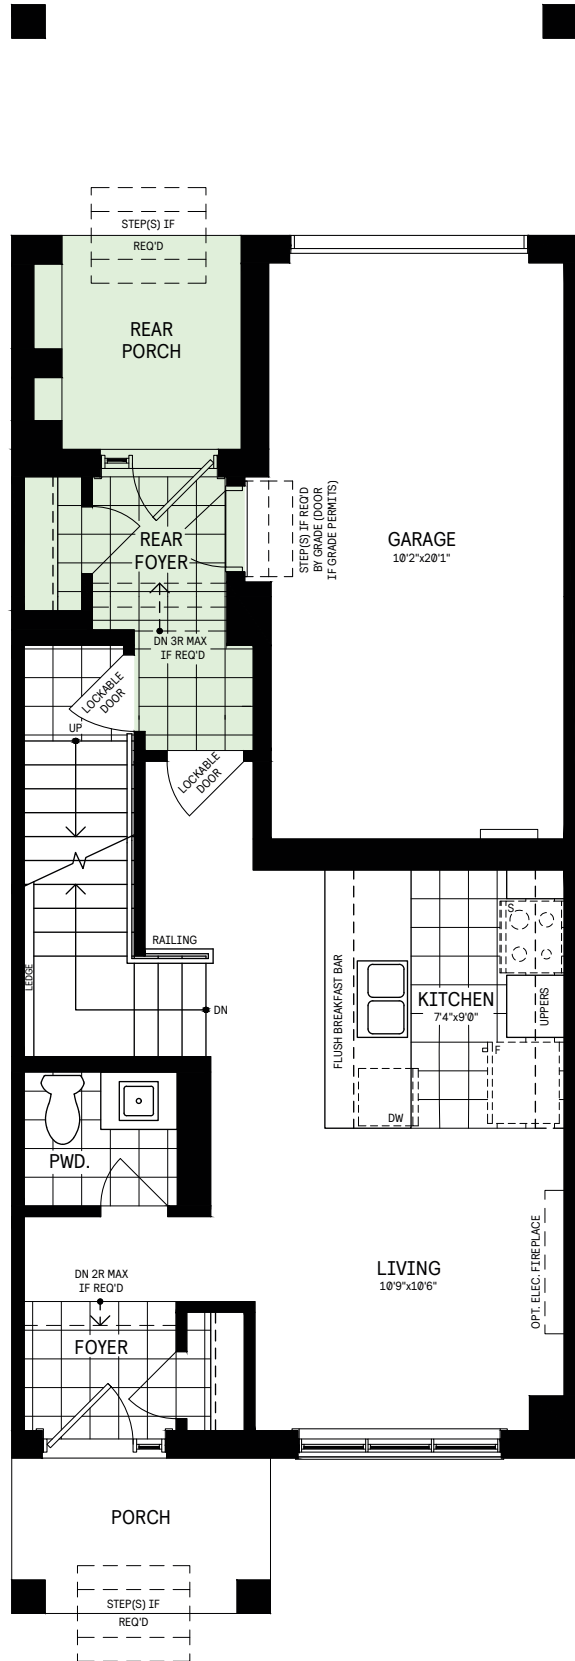 STEP(S) IF
REQ'D
REAR
PORCH
REAR
FOYER
STEP(S) IF REQ'D
BY GRADE (DOOR
IF GRADE PERMITS)
GARAGE
10'2"x20'1"
DN 3R MAX
IF REQ'D
LOCKABLE
DOOR
UP
LOCKABLE
DOOR
RAILING
LEDGE
DN
FLUSH BREAKFAST BAR
S
KITCHEN
7'4"x9'0"
UPPERS
F
DW
PWD.
LIVING
10'9"x10'6"
OPT. ELEC. FIREPLACE
DN 2R MAX
IF REQ'D
FOYER
PORCH
STEP(S) IF
REQ'D